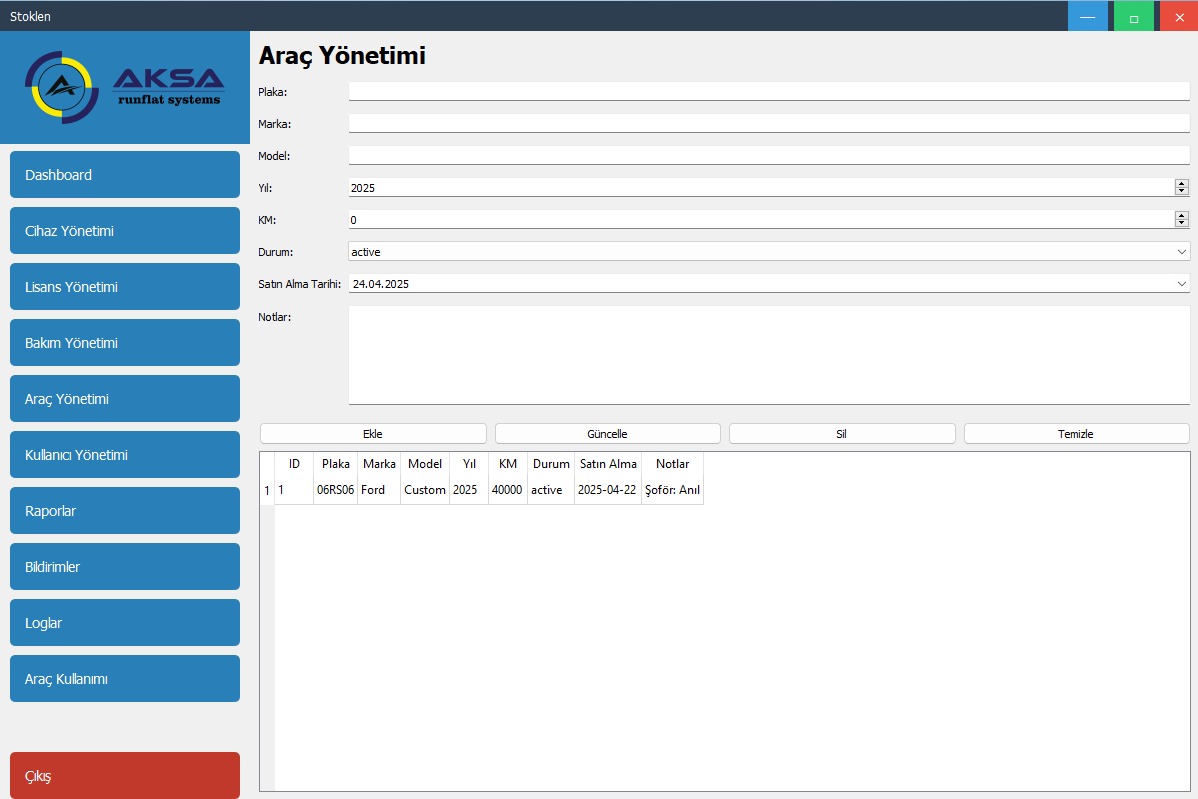 Stoklen
AKSA
runflat systems
Dashboard
Cihaz Yönetimi
Lisans Yönetimi
Bakım Yönetimi
Araç Yönetimi
Kullanıcı Yönetimi
Raporlar
Bildirimler
Loglar
Araç Kullanımı
Çıkış
Araç Yönetimi
Plaka:
Marka:
Model:
Yıl: 2025
KM: 0
Durum: active
Satın Alma Tarihi: 24.04.2025
Notlar:
Ekle Güncelle Sil Temizle
ID Plaka Marka Model Yıl KM Durum Satın Alma Notlar
1 1 06RS06 Ford Custom 2025 40000 active 2025-04-22 Şoför: Anıl